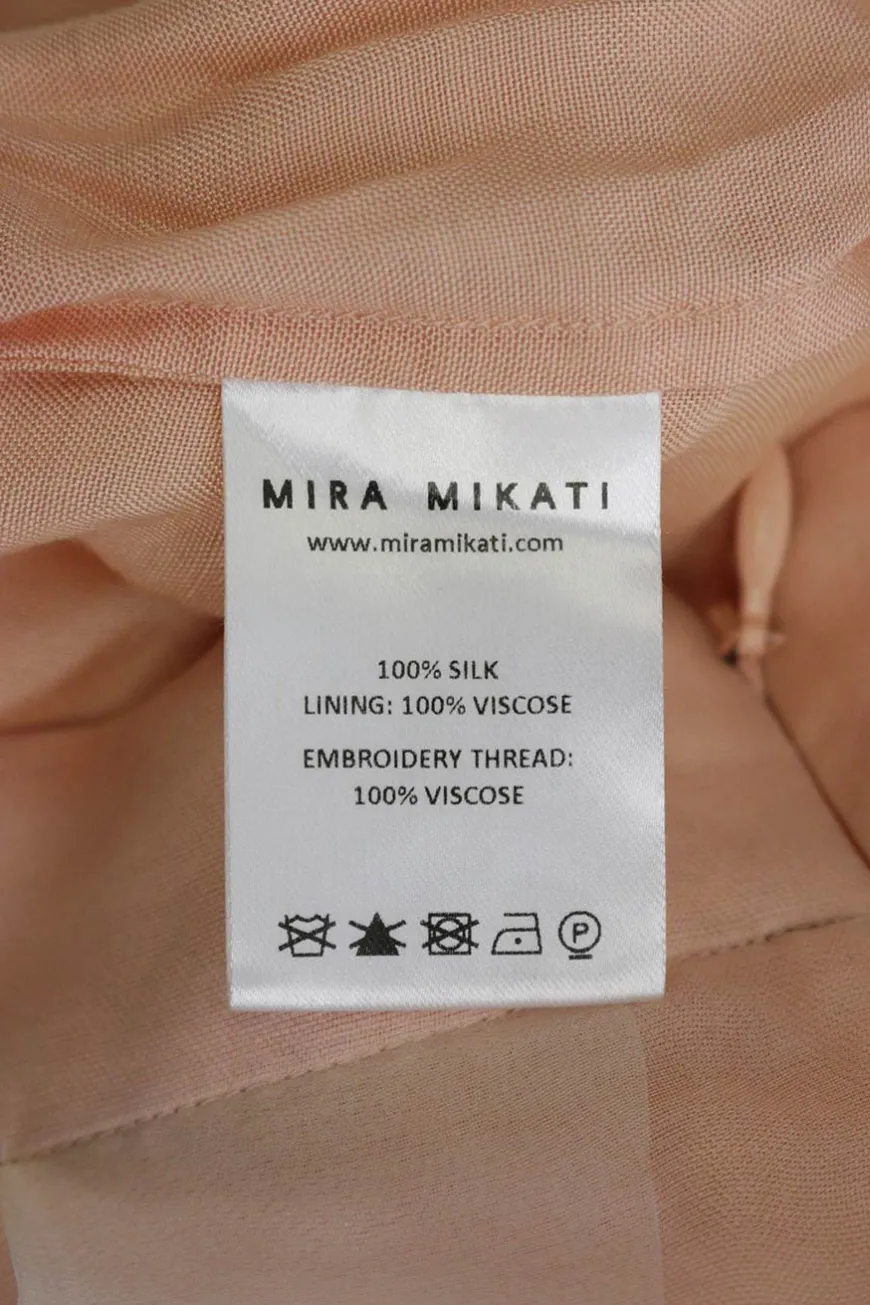 MIRA MIKATI
www.miramikati.com
100% SILK
LINING: 100% VISCOSE
EMBROIDERY THREAD:
100% VISCOSE
P